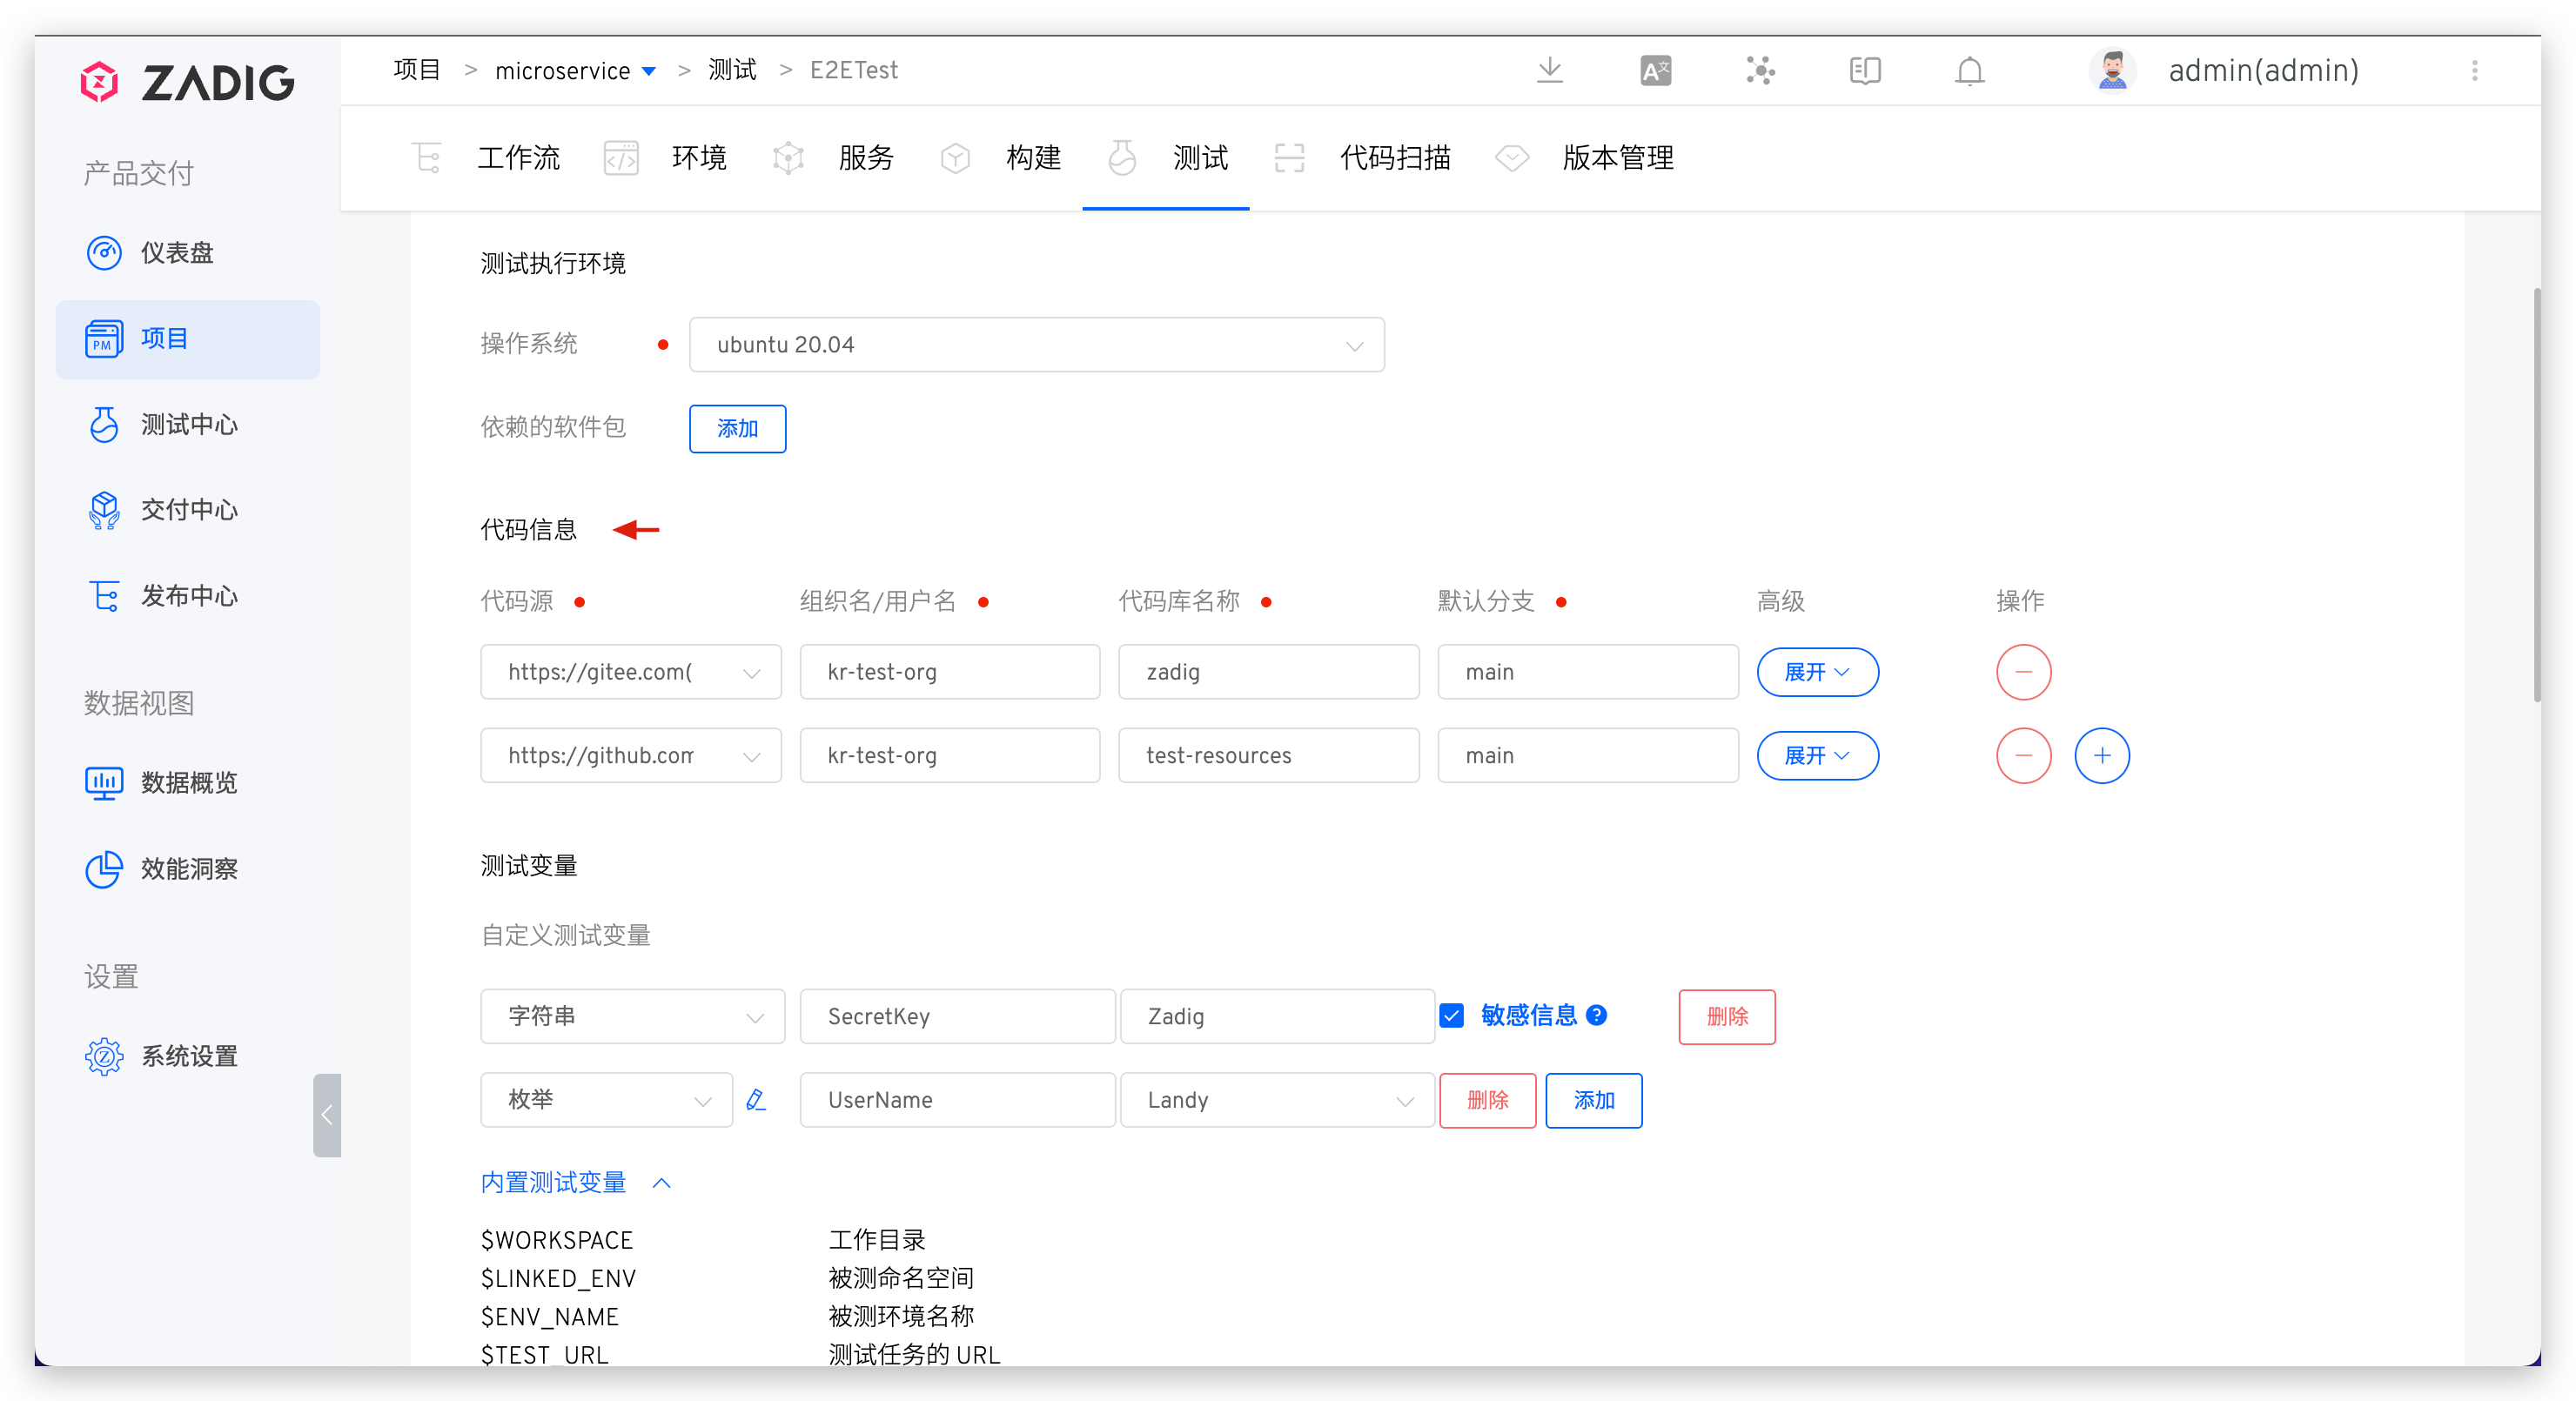 ZADIG
项目 > microservice > 测试 > E2ETest
A文
admin(admin)
工作流 环境 服务 构建 测试 代码扫描 版本管理
产品交付
仪表盘
PM 项目
测试中心
交付中心
发布中心
数据视图
数据概览
效能洞察
设置
系统设置
测试执行环境
操作系统 ubuntu 20.04
依赖的软件包 添加
代码信息
代码源 组织名/用户名 代码库名称 默认分支 高级 操作
https://gitee.com( kr-test-org zadig main 展开
https://github.com kr-test-org test-resources main 展开
测试变量
自定义测试变量
字符串 SecretKey Zadig 敏感信息 ? 删除
枚举 UserName Landy 删除 添加
内置测试变量
$WORKSPACE 工作目录
$LINKED_ENV 被测命名空间
$ENV_NAME 被测环境名称
$TEST_URL 测试任务的 URL